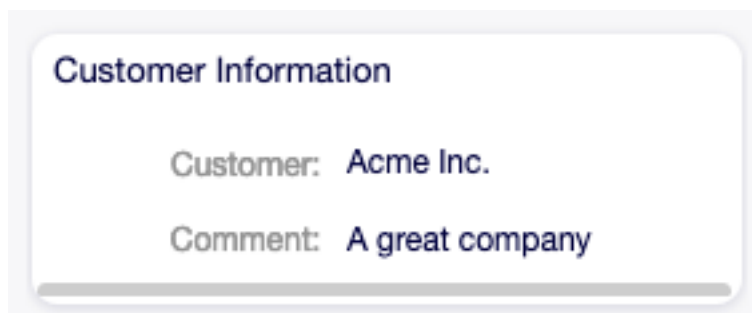 Customer Information
Customer: Acme Inc.
Comment: A great company